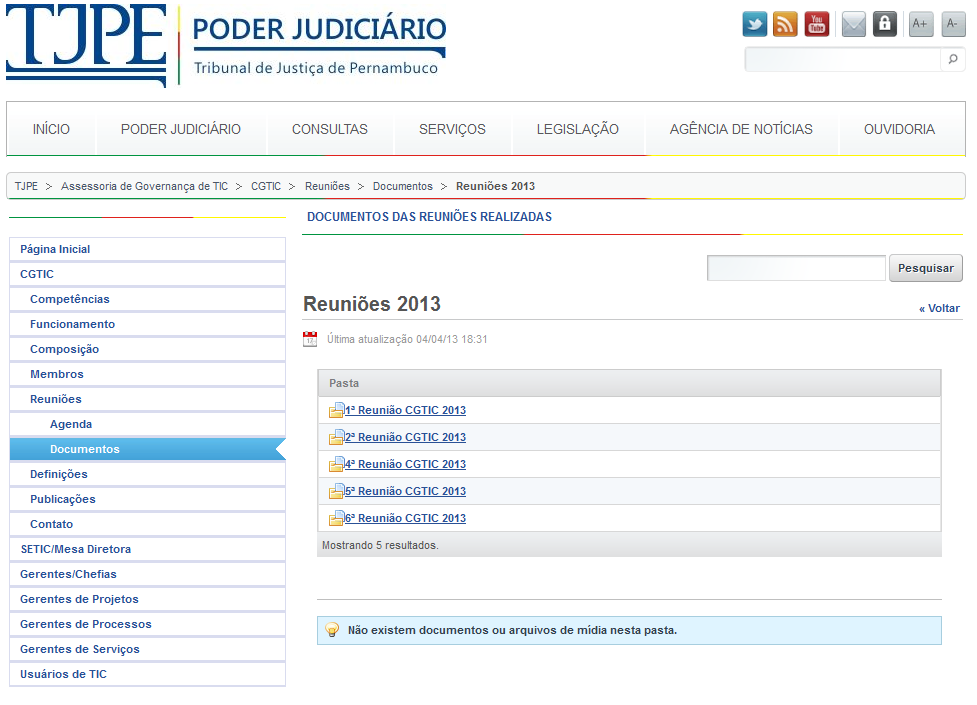 TJPE
PODER JUDICIÁRIO
Tribunal de Justiça de Pernambuco
You Tube
A+ A-
INÍCIO PODER JUDICIÁRIO CONSULTAS SERVIÇOS LEGISLAÇÃO AGÊNCIA DE NOTÍCIAS OUVIDORIA
TJPE > Assessoria de Governança de TIC > CGTIC > Reuniões > Documentos > Reuniões 2013
DOCUMENTOS DAS REUNIÕES REALIZADAS
Página Inicial
CGTIC
Competências
Funcionamento
Composição
Membros
Reuniões
Agenda
Documentos
Definições
Publicações
Contato
SETIC/Mesa Diretora
Gerentes/Chefias
Gerentes de Projetos
Gerentes de Processos
Gerentes de Serviços
Usuários de TIC
Pesquisar
Reuniões 2013
« Voltar
Última atualização 04/04/13 18:31
Pasta
1ª Reunião CGTIC 2013
2ª Reunião CGTIC 2013
4ª Reunião CGTIC 2013
5ª Reunião CGTIC 2013
6ª Reunião CGTIC 2013
Mostrando 5 resultados.
Não existem documentos ou arquivos de mídia nesta pasta.